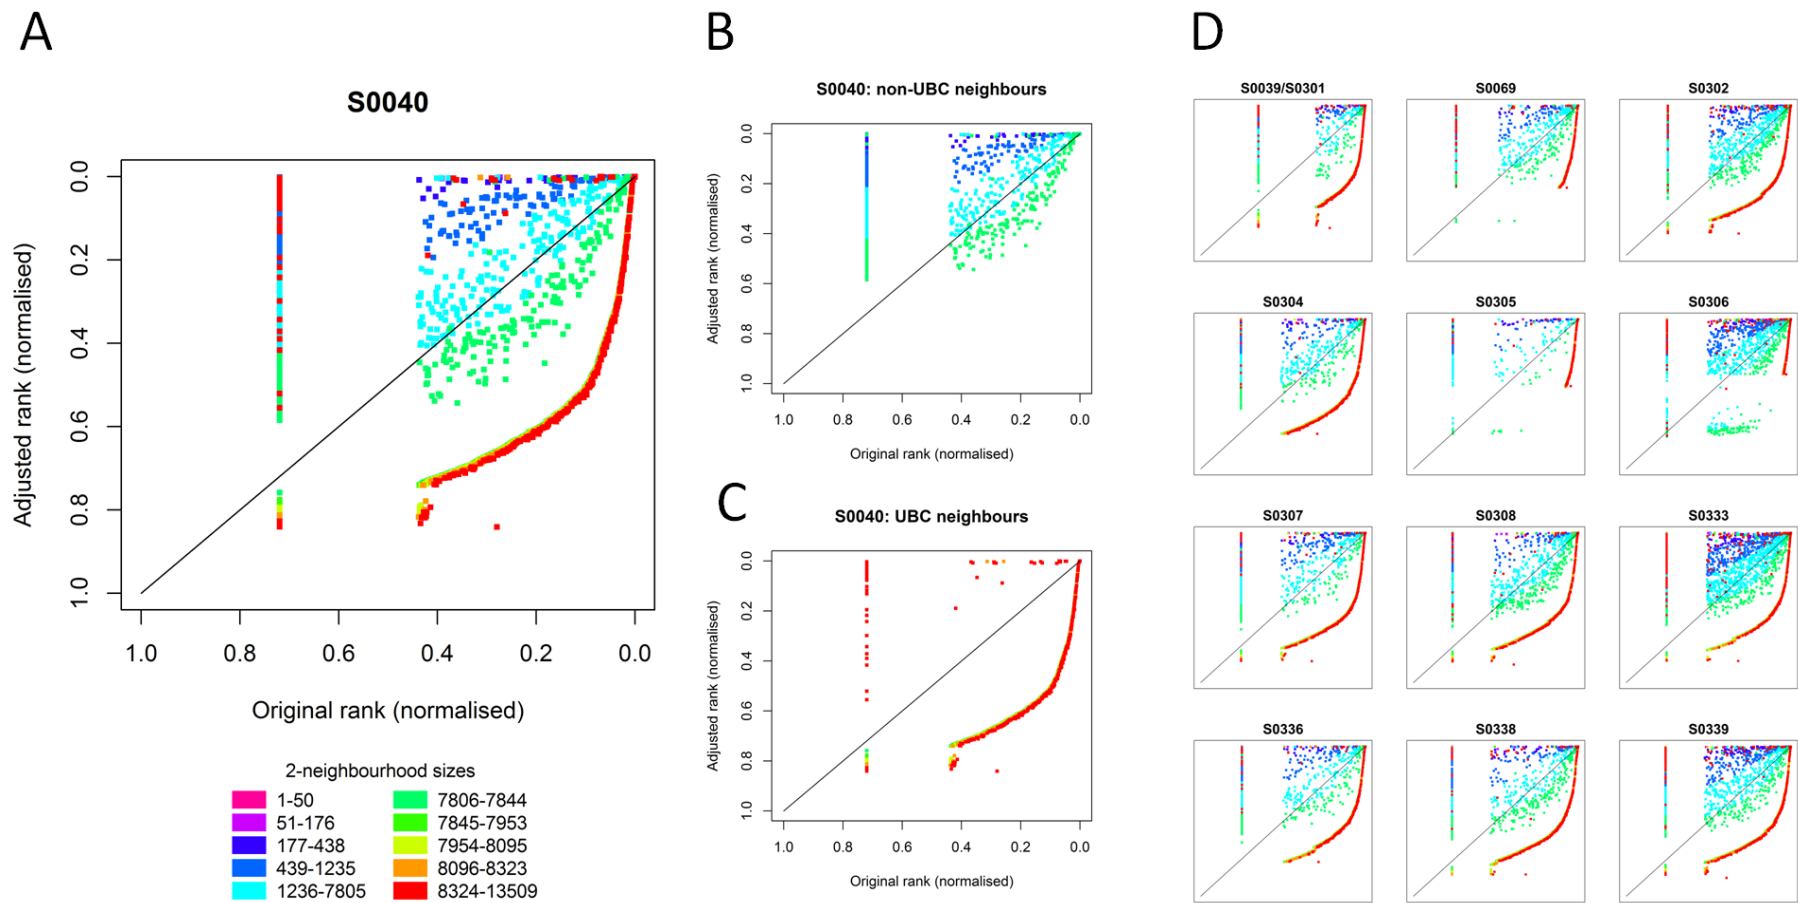 A
S0040
Adjusted rank (normalised)
0.0
0.2
0.4
0.6
0.8
1.0
1.0 0.8 0.6 0.4 0.2 0.0
Original rank (normalised)
2-neighbourhood sizes
1-50
51-176
177-438
439-1235
1236-7805
7806-7844
7845-7953
7954-8095
8096-8323
8324-13509
B
S0040: non-UBC neighbours
Adjusted rank (normalised)
0.0
0.2
0.4
0.6
0.8
1.0
1.0 0.8 0.6 0.4 0.2 0.0
Original rank (normalised)
C
S0040: UBC neighbours
Adjusted rank (normalised)
0.0
0.2
0.4
0.6
0.8
1.0
1.0 0.8 0.6 0.4 0.2 0.0
Original rank (normalised)
D
S0039/S0301
S0069
S0302
S0304
S0305
S0306
S0307
S0308
S0333
S0336
S0338
S0339